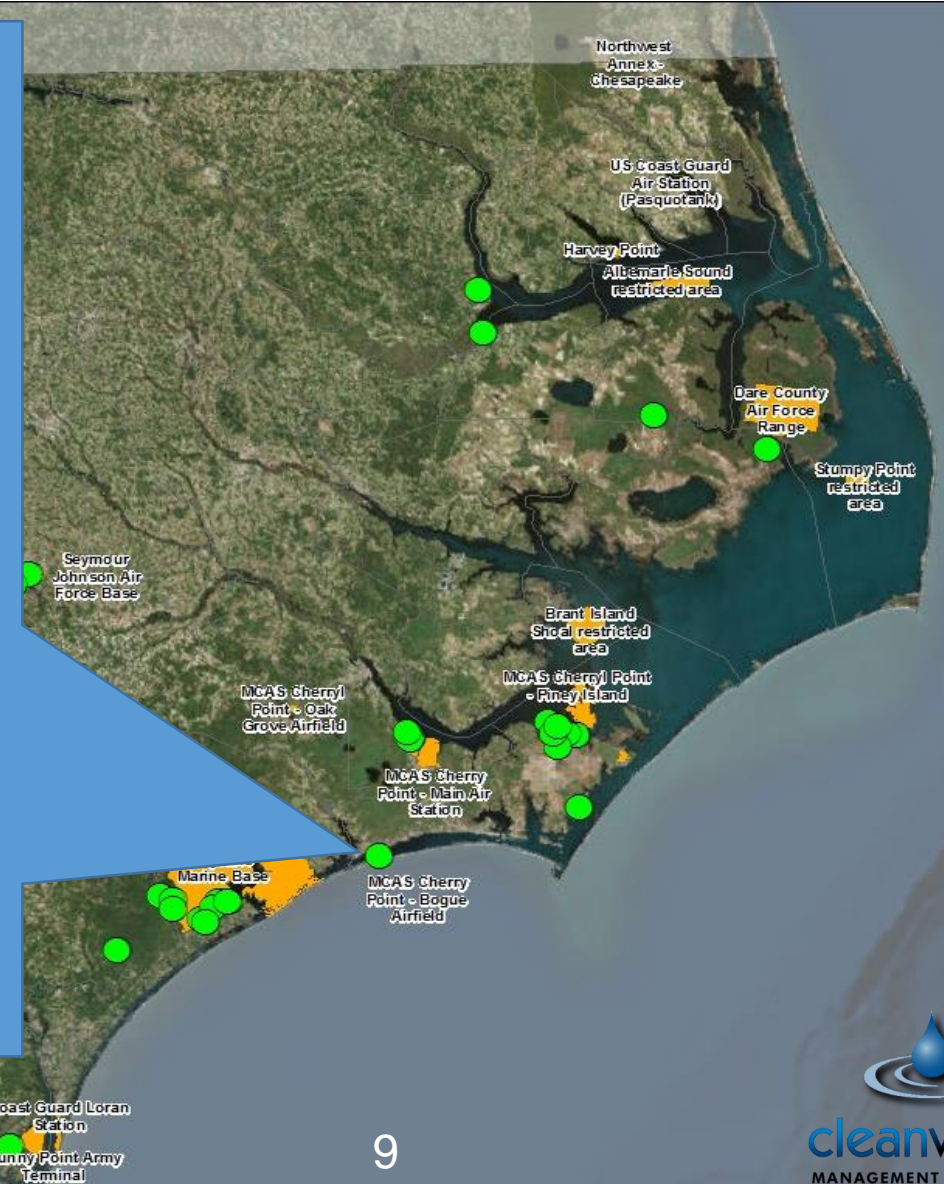 Northwest
Annex -
Chesapeake
US Coast Guard
Air Station
(Pasquotank)
Harvey Point
Albemarle Sound
restricted area
Dare County
Air Force
Range
Stumpy Point
restricted
area
Seymour
Johnson Air
Force Base
Brant Island
Shoal restricted
area
MCAS Cherryl Point
- Piney Island
MCAS Cherryl
Point - Oak
Grove Airfield
MCAS Cherry
Point - Main Air
Station
Marine Base
MCAS Cherry
Point - Bogue
Airfield
oast Guard Loran
Station
unny Point Army
Terminal
9
cleanw
MANAGEMENT